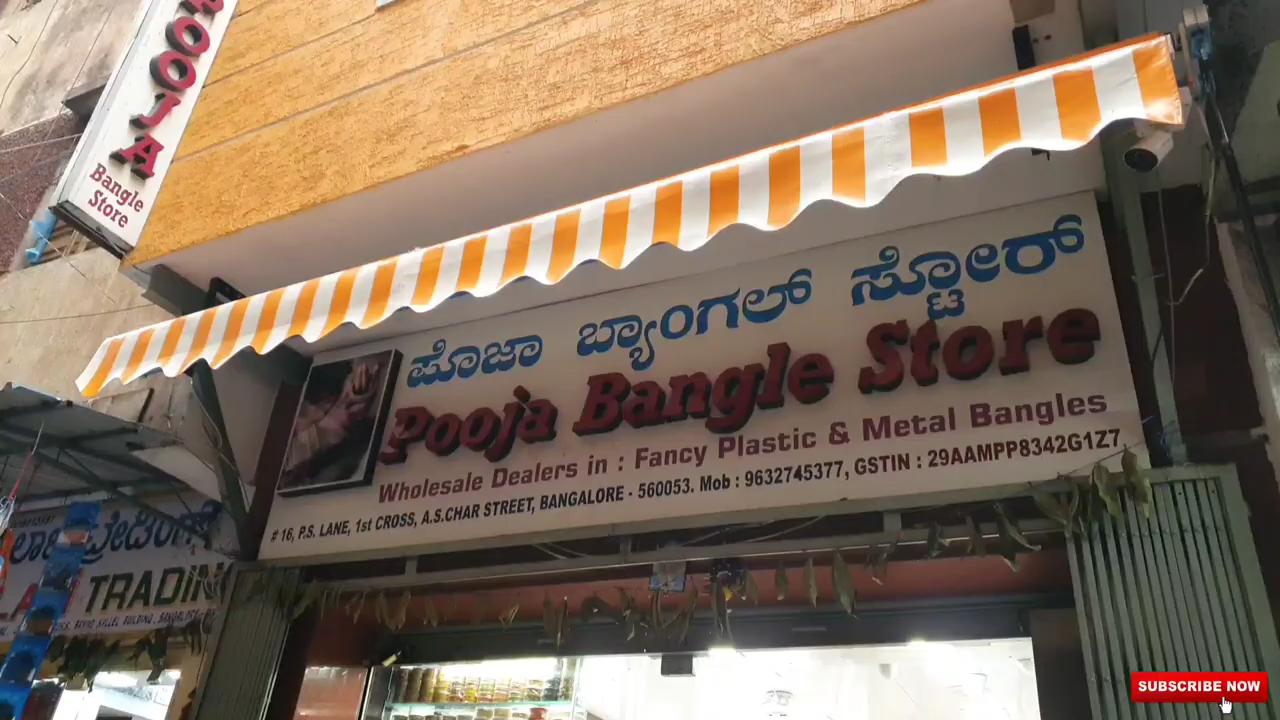 POOJA
Bangle
Store
ಪೂಜಾ ಬ್ಯಾಂಗಲ್ ಸ್ಟೋರ್
Pooja Bangle Store
Wholesale Dealers in : Fancy Plastic & Metal Bangles
# 16, P.S. LANE, 1st CROSS, A.S.CHAR STREET, BANGALORE - 560053. Mob : 9632745377, GSTIN : 29AAMPP8342G1Z7
TRADIN
SUBSCRIBE NOW